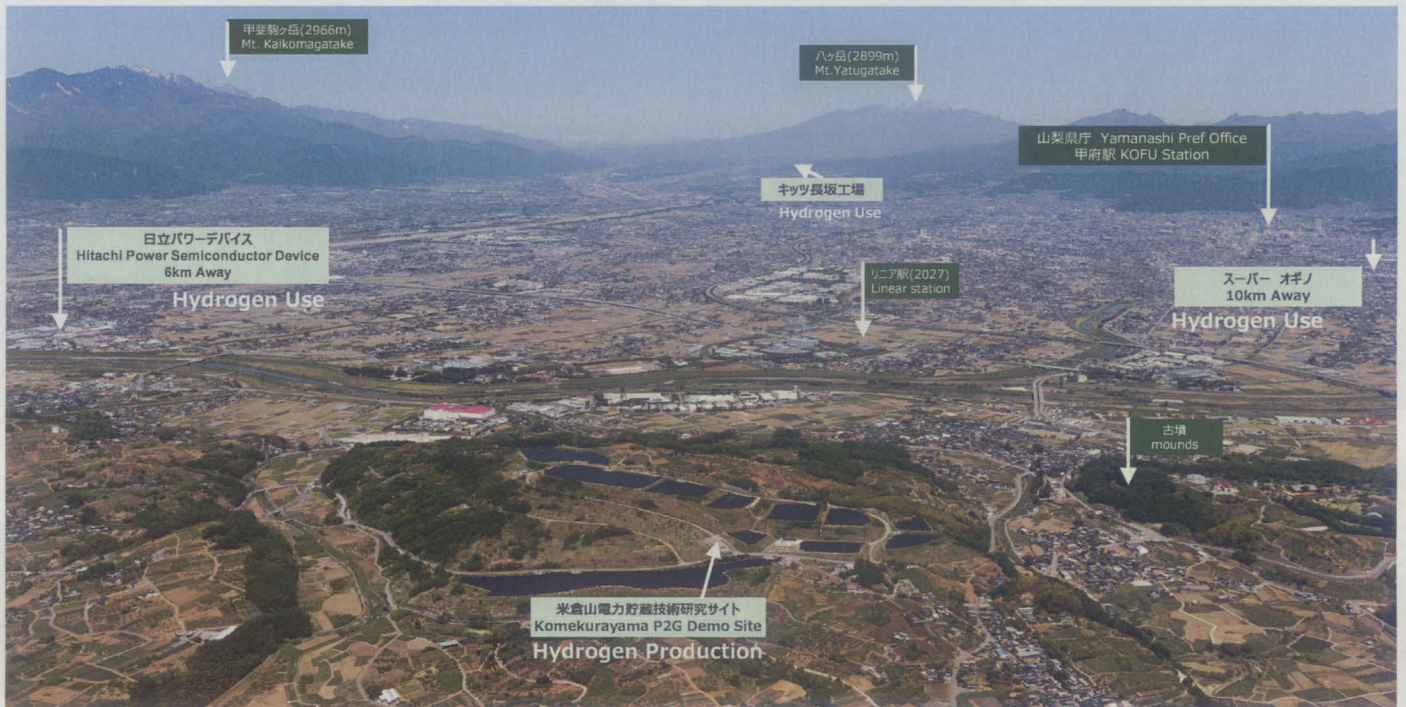 甲斐駒ヶ岳(2966m)
Mt. Kaikomagatake
八ヶ岳(2899m)
Mt.Yatugatake
山梨県庁 Yamanashi Pref Office
甲府駅 KOFU Station
キッツ長坂工場
Hydrogen Use
日立パワーデバイス
Hitachi Power Semiconductor Device
6km Away
Hydrogen Use
リニア駅(2027)
Linear station
スーパー オギノ
10km Away
Hydrogen Use
古墳
mounds
米倉山電力貯蔵技術研究サイト
Komekurayama P2G Demo Site
Hydrogen Production